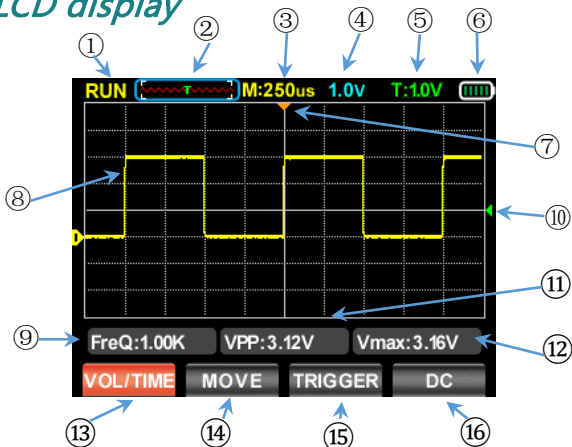 LCD display
① ② ③ ④ ⑤ ⑥
RUN T M:250us 1.0V T:1.0V
⑦
⑧
⑩
1
⑪
⑨ FreQ:1.00K VPP:3.12V Vmax:3.16V ⑫
VOL/TIME MOVE TRIGGER DC
⑬ ⑭ ⑮ ⑯